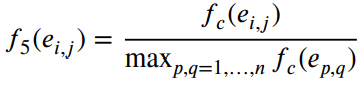 f_5(e_{i,j}) = \frac{f_c(e_{i,j})}{\max_{p,q=1,\ldots,n} f_c(e_{p,q})}